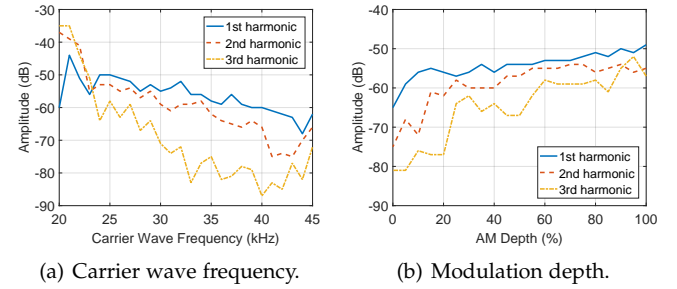 -30
-40
-50
-60
-70
-80
-90
Amplitude (dB)
1st harmonic
2nd harmonic
3rd harmonic
20 25 30 35 40 45
Carrier Wave Frequency (kHz)
(a) Carrier wave frequency.
-40
-50
-60
-70
-80
-90
Amplitude (dB)
1st harmonic
2nd harmonic
3rd harmonic
0 20 40 60 80 100
AM Depth (%)
(b) Modulation depth.